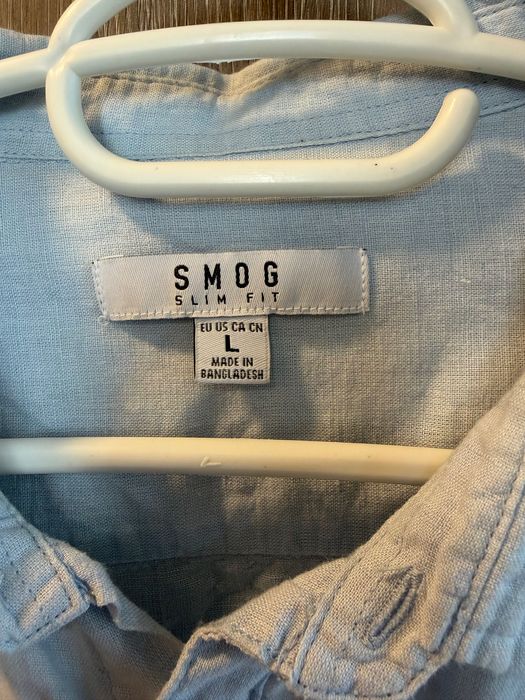 SMOG
SLIM FIT
EU US CA CN
L
MADE IN
BANGLADESH